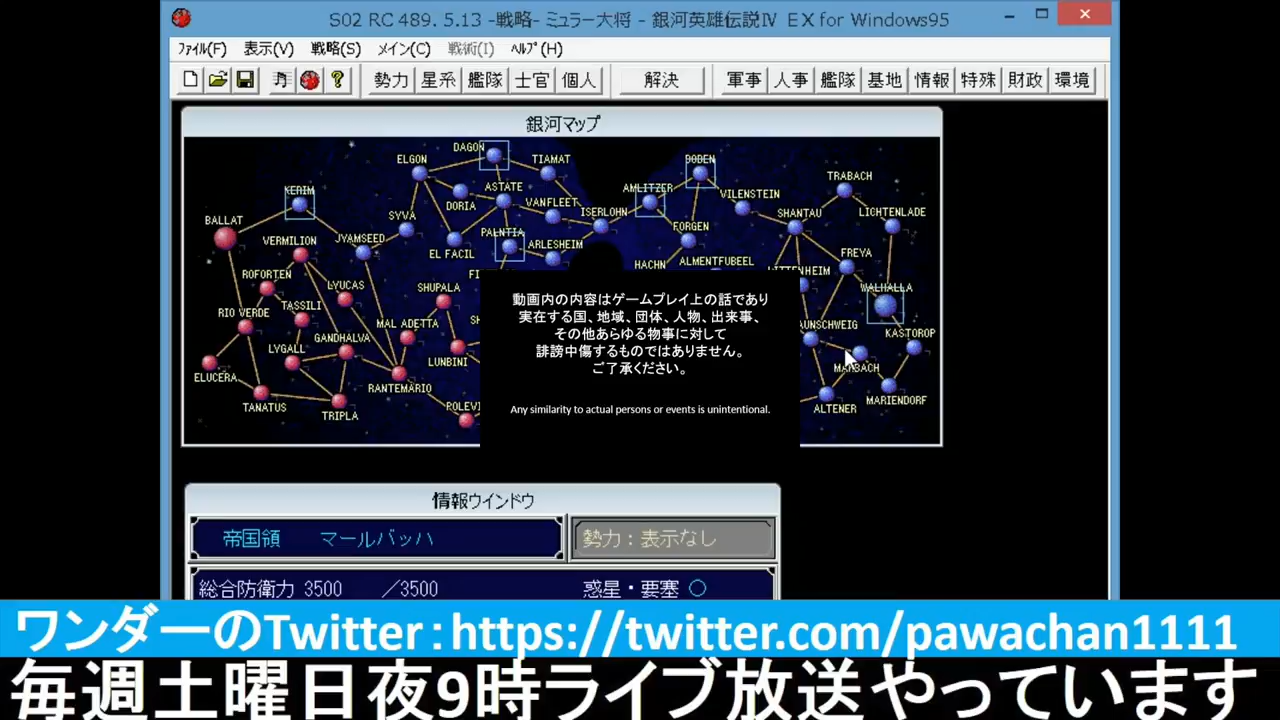 S02 RC 489. 5.13 -戦略- ミュラー大将 - 銀河英雄伝説Ⅳ EX for Windows95
ﾌｧｲﾙ(F) 表示(V) 戦略(S) メイン(C) 戦術(I) ﾍﾙﾌﾟ(H)
勢力 星系 艦隊 士官 個人 解決 軍事 人事 艦隊 基地 情報 特殊 財政 環境
銀河マップ
DAGON
ELGON
TIAMAT
DODEN
TRABACH
KERIM
ASTATE
AMLITZER
VILENSTEIN
DORIA
VANFLEET
ISERLOHN
SHANTAU
LICHTENLADE
BALLAT
SYVA
PALNTIA
FORGEN
VERMILION
JYAMSEED
EL FACIL
ARLESHEIM
FREYA
HACHN
ALMENTFUBEEL
ROFORTEN
LYUCAS
SHUPALA
WALHALLA
RIO VERDE
TASSILI
MAL ADETTA
AUNSCHWEIG
KASTOROP
LYGALL
GANDHALVA
LUNBINI
MARBACH
ELUCERA
RANTEMARIO
TANATUS
TRIPLA
ROLEVI
ALTENER
MARIENDORF
動画内の内容はゲームプレイ上の話であり
実在する国、地域、団体、人物、出来事、
その他あらゆる物事に対して
誹謗中傷するものではありません。
ご了承ください。
Any similarity to actual persons or events is unintentional.
情報ウインドウ
帝国領 マールバッハ 勢力：表示なし
総合防衛力 3500 ／3500 惑星・要塞 ○
ワンダーのTwitter：https://twitter.com/pawachan1111
毎週土曜日夜9時ライブ放送やっています